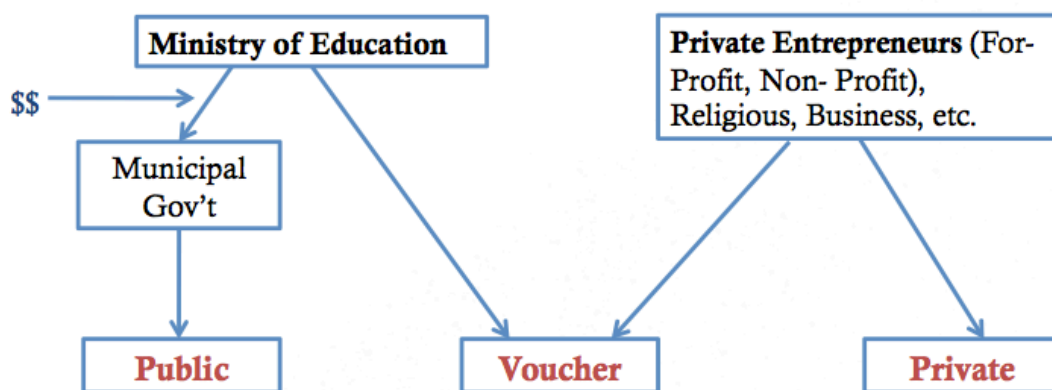 Ministry of Education
Private Entrepreneurs (For-
Profit, Non- Profit),
Religious, Business, etc.
$$
Municipal
Gov't
Public
Voucher
Private